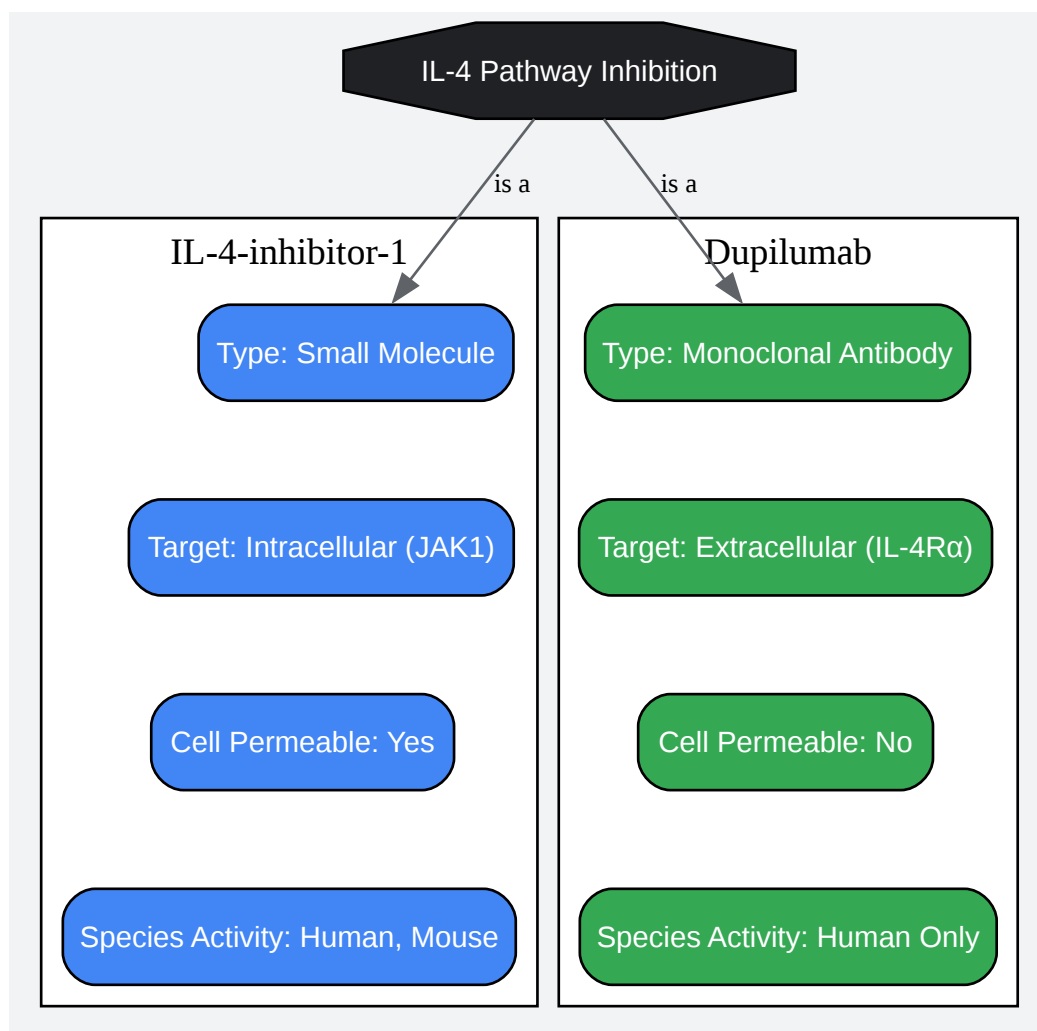 IL-4 Pathway Inhibition
is a
is a
IL-4-inhibitor-1
Type: Small Molecule
Target: Intracellular (JAK1)
Cell Permeable: Yes
Species Activity: Human, Mouse
Dupilumab
Type: Monoclonal Antibody
Target: Extracellular (IL-4Rα)
Cell Permeable: No
Species Activity: Human Only